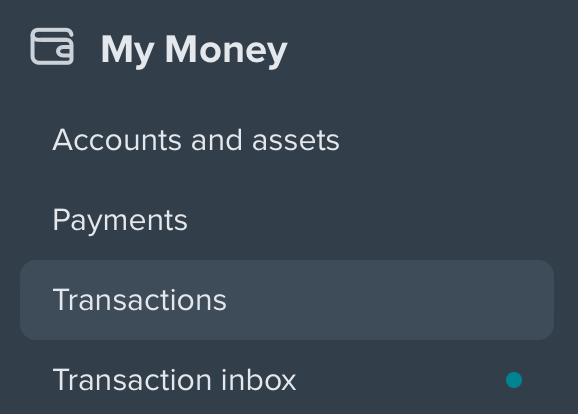 My Money
Accounts and assets
Payments
Transactions
Transaction inbox